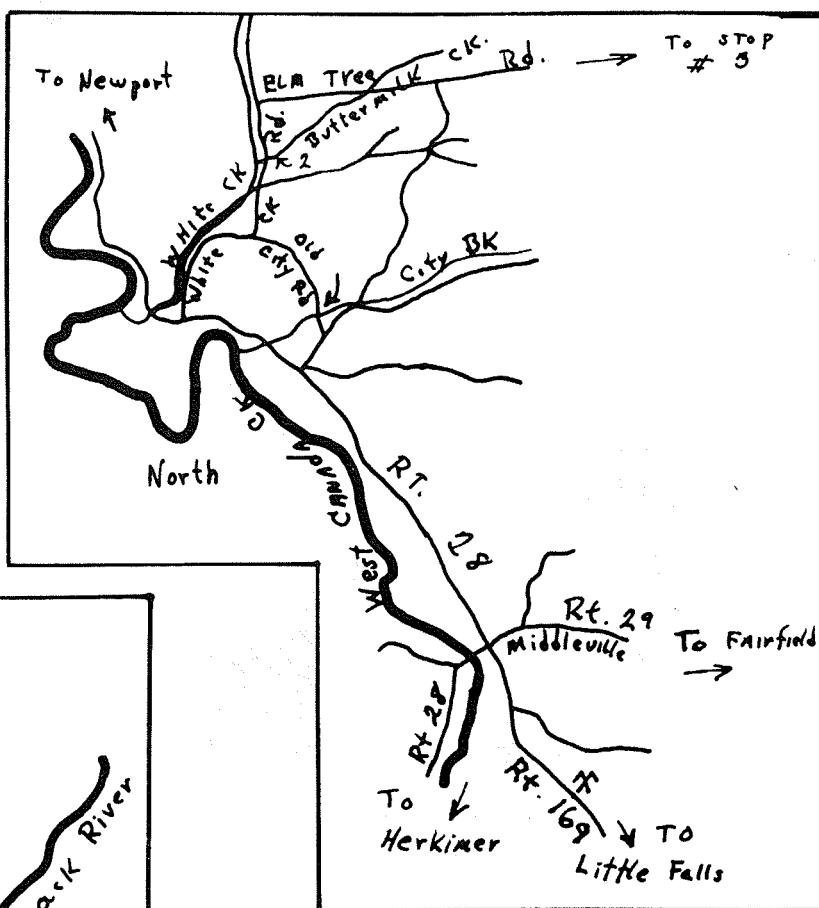 To Newport
ELM Tree Rd.
CK.
To STOP
# 3
Buttermilk
Rd.
White CK
CK
White
Old
City Rd
City BK
North
West CANADA CK
RT. 28
Rt. 29
Middleville
To FAIrfield
Rt 28
To
Herkimer
Rt. 169
To
Little Falls
ack River